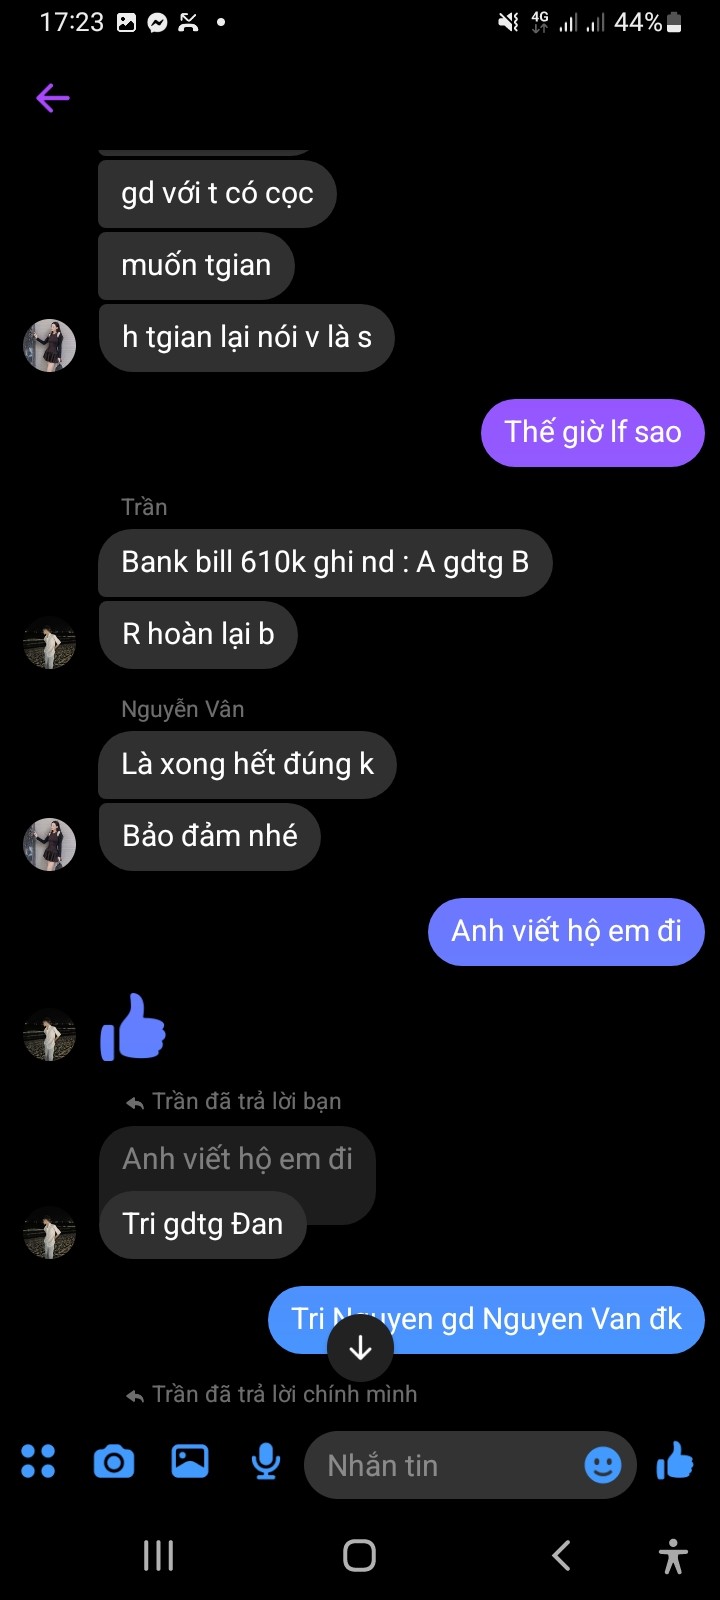 17:23
4G
44%
gd với t có cọc
muốn tgian
h tgian lại nói v là s
Thế giờ lf sao
Trần
Bank bill 610k ghi nd : A gdtg B
R hoàn lại b
Nguyễn Vân
Là xong hết đúng k
Bảo đảm nhé
Anh viết hộ em đi
Trần đã trả lời bạn
Anh viết hộ em đi
Tri gdtg Đan
Tri Nguyen gd Nguyen Van đk
Trần đã trả lời chính mình
Nhắn tin